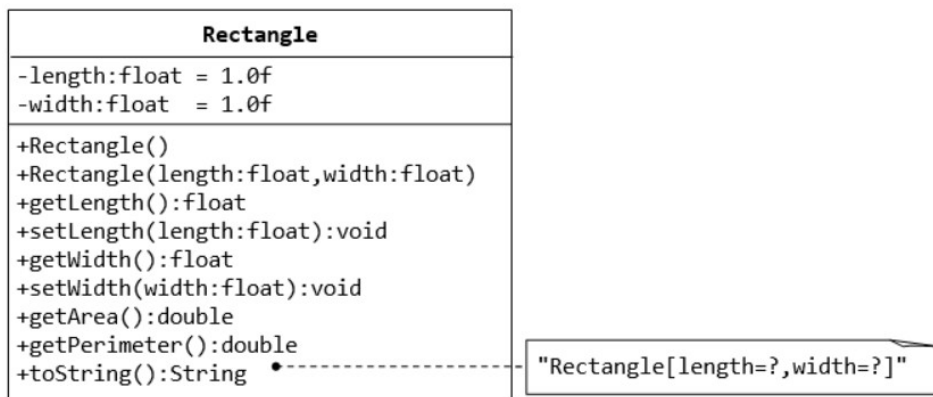 Rectangle
-length:float = 1.0f
-width:float  = 1.0f
+Rectangle()
+Rectangle(length:float,width:float)
+getLength():float
+setLength(length:float):void
+getWidth():float
+setWidth(width:float):void
+getArea():double
+getPerimeter():double
+toString():String
"Rectangle[length=?,width=?]"